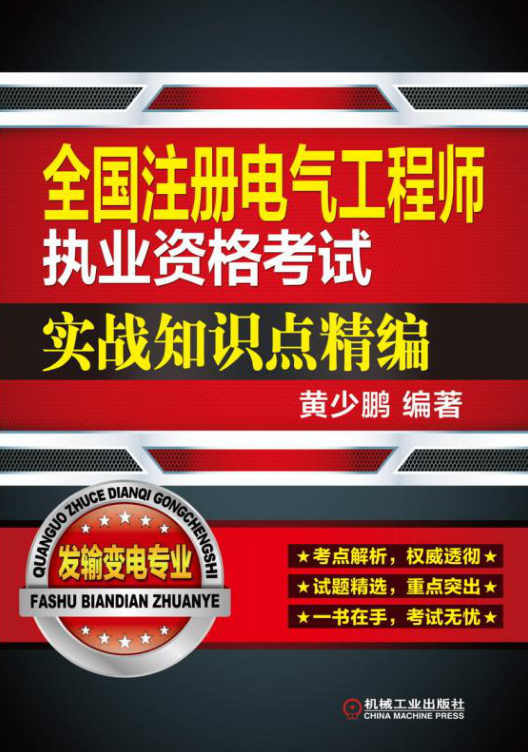 全国注册电气工程师
执业资格考试
实战知识点精编
黄少鹏 编著
QUANGUO ZHUCE DIANQI GONGCHENGSHI
发输变电专业
FASHU BIANDIAN ZHUANYE
★考点解析，权威透彻★
★试题精选，重点突出★
★一书在手，考试无忧★
机械工业出版社
CHINA MACHINE PRESS